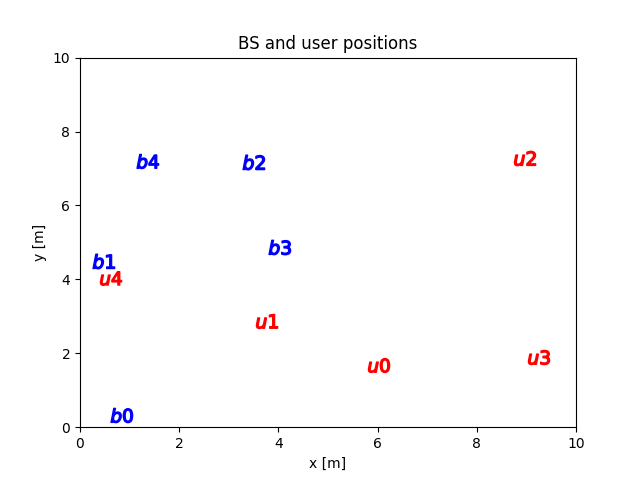 BS and user positions
10
8
6
4
2
0
y [m]
b4
b2
u2
b1
b3
u4
u1
u0
u3
b0
0 2 4 6 8 10
x [m]